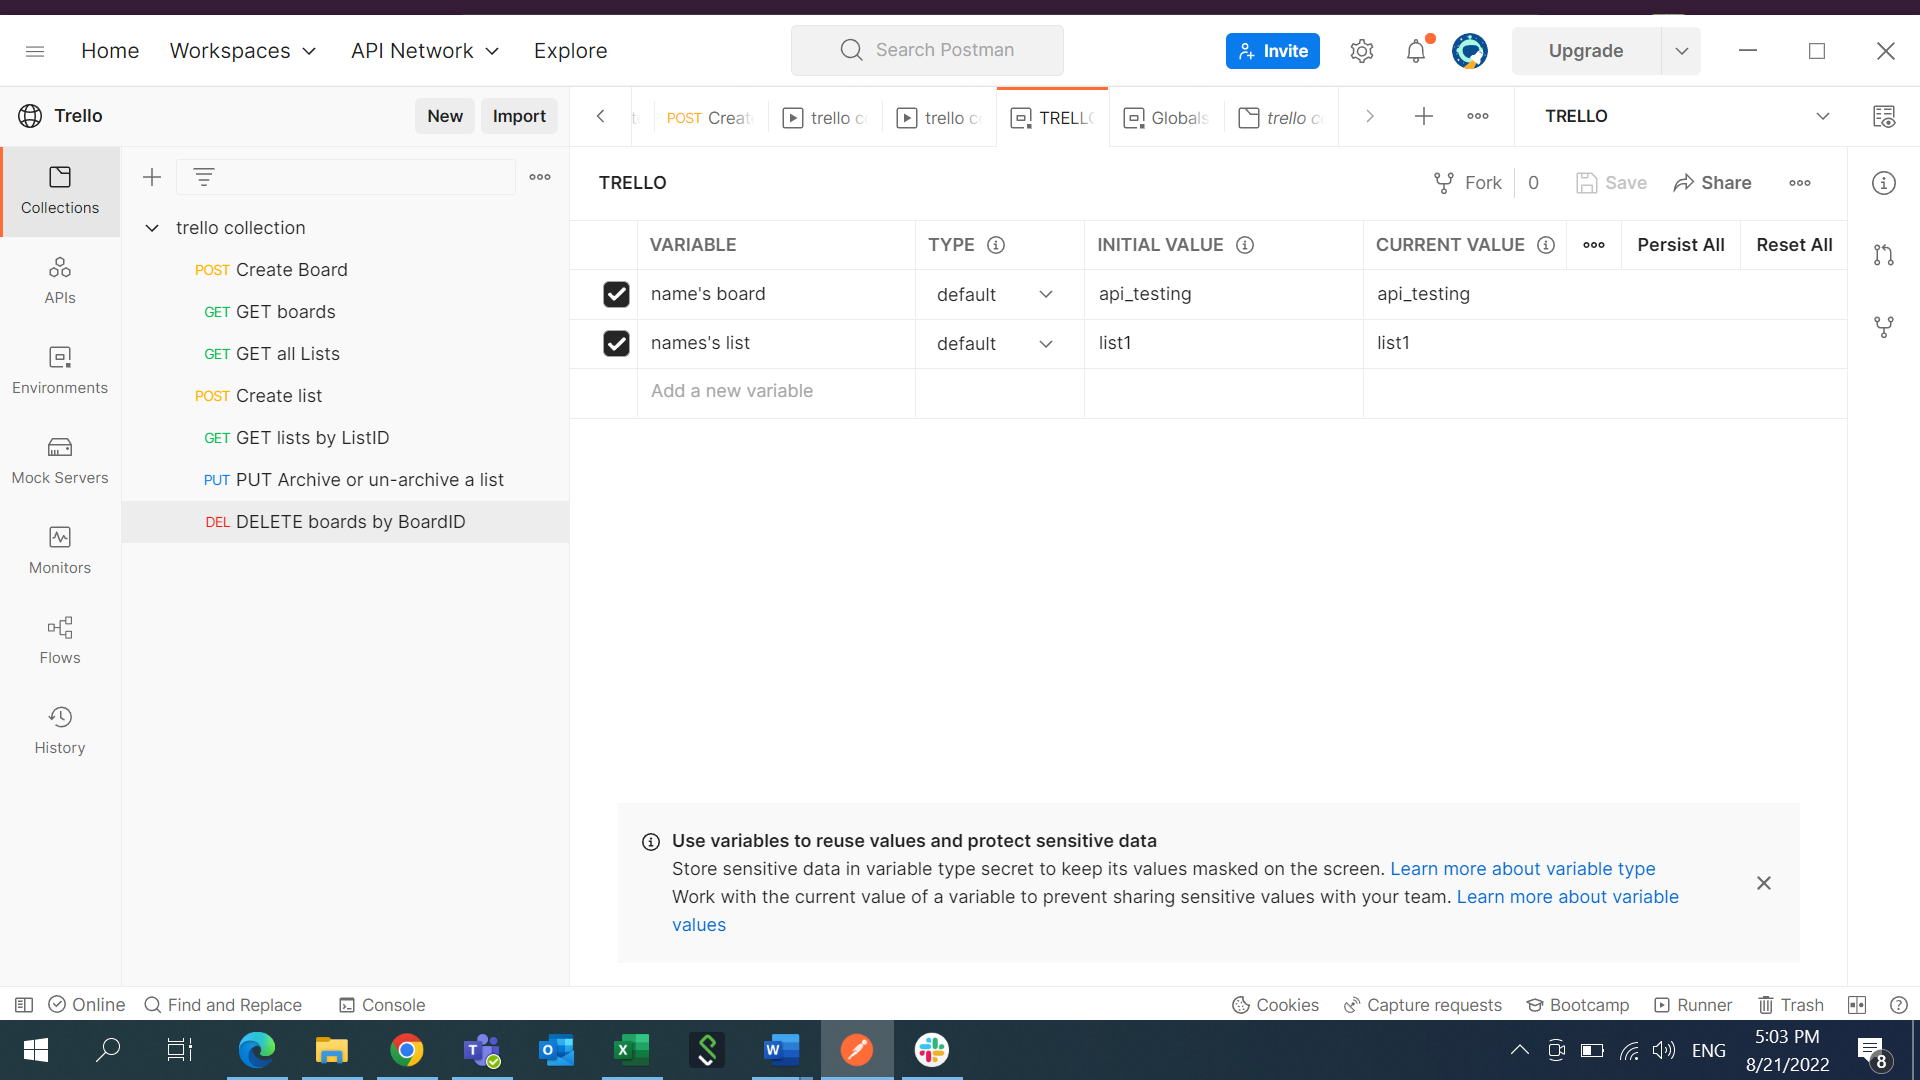 Home Workspaces API Network Explore Search Postman Invite Upgrade
Trello New Import
POST Creat trello c trello c TRELLO Globals trello c TRELLO
Collections
APIs
Environments
Mock Servers
Monitors
Flows
History
trello collection
POST Create Board
GET GET boards
GET GET all Lists
POST Create list
GET GET lists by ListID
PUT PUT Archive or un-archive a list
DEL DELETE boards by BoardID
TRELLO Fork 0 Save Share
VARIABLE TYPE INITIAL VALUE CURRENT VALUE Persist All Reset All
name's board default api_testing api_testing
names's list default list1 list1
Add a new variable
Use variables to reuse values and protect sensitive data
Store sensitive data in variable type secret to keep its values masked on the screen. Learn more about variable type
Work with the current value of a variable to prevent sharing sensitive values with your team. Learn more about variable
values
Online Find and Replace Console Cookies Capture requests Bootcamp Runner Trash
ENG
5:03 PM
8/21/2022
8